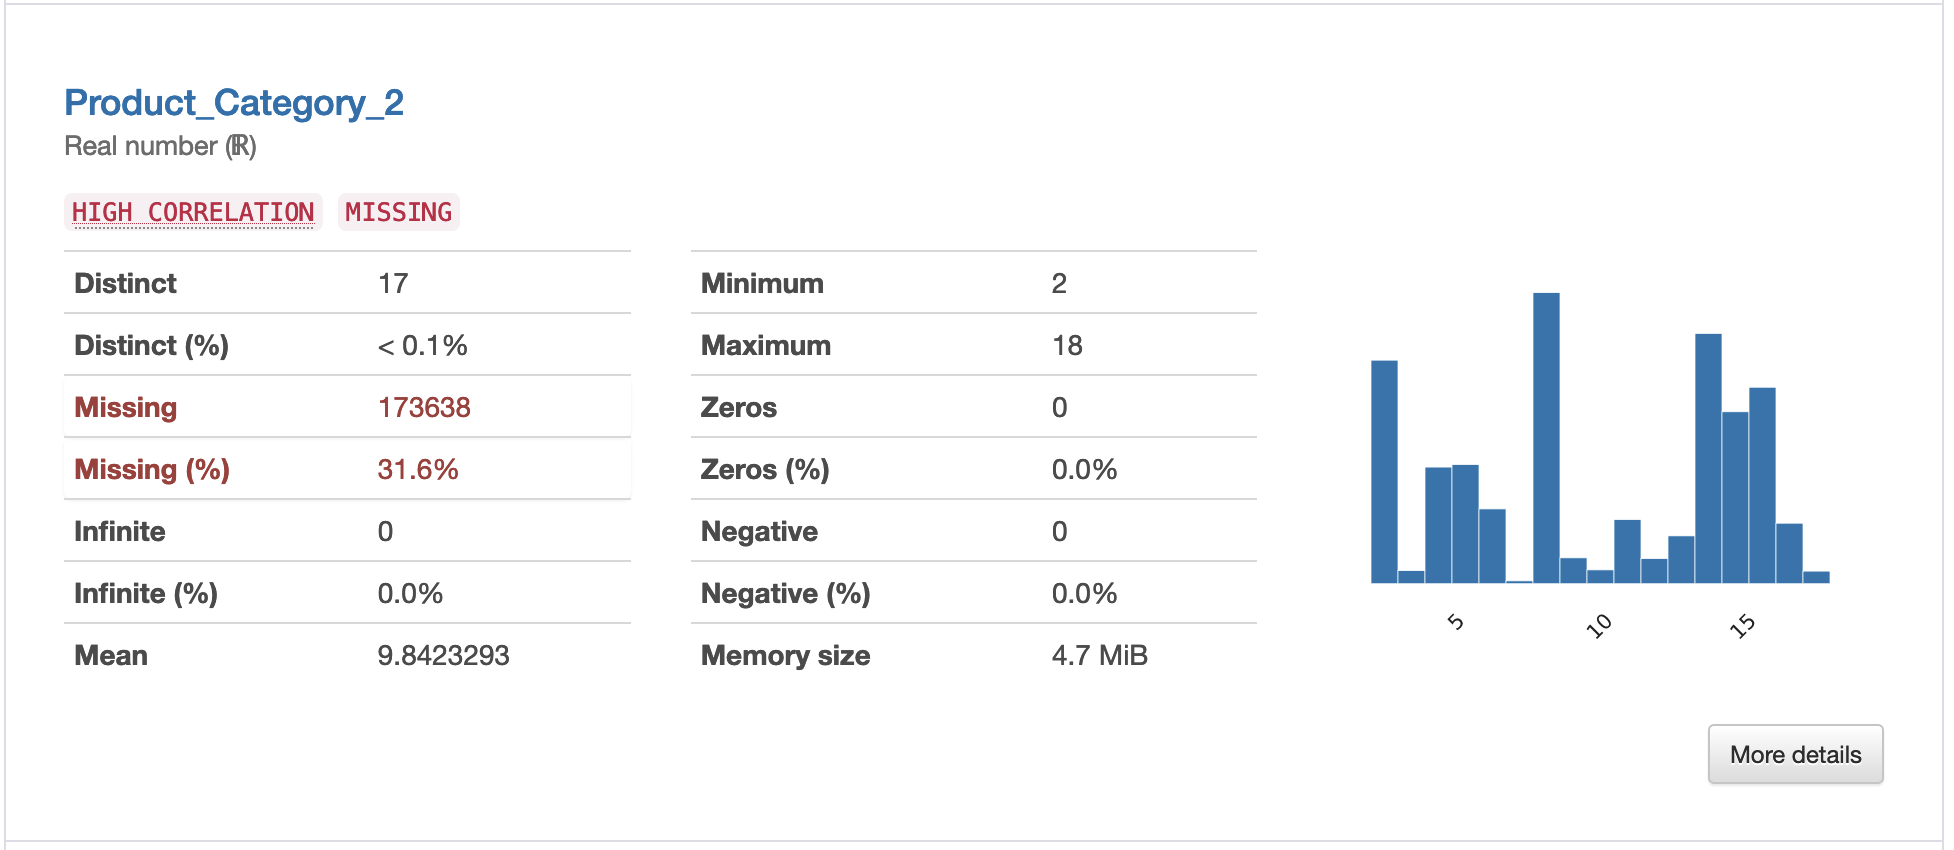 Product_Category_2
Real number (ℝ)
HIGH CORRELATION MISSING
Distinct 17
Distinct (%) < 0.1%
Missing 173638
Missing (%) 31.6%
Infinite 0
Infinite (%) 0.0%
Mean 9.8423293
Minimum 2
Maximum 18
Zeros 0
Zeros (%) 0.0%
Negative 0
Negative (%) 0.0%
Memory size 4.7 MiB
5 10 15
More details